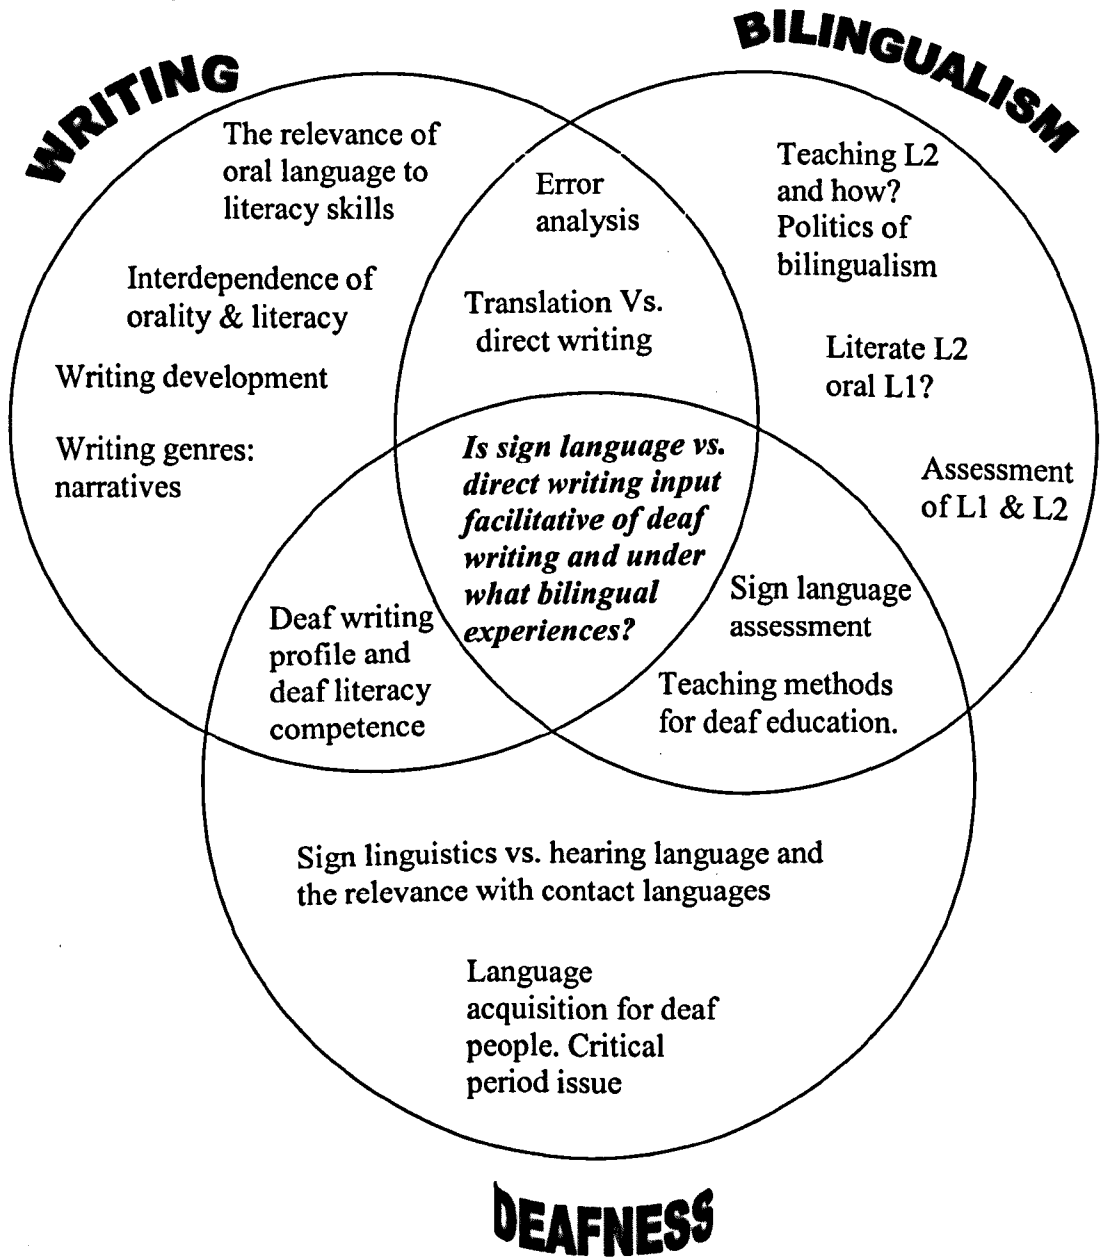 WRITING
BILINGUALISM
The relevance of
oral language to
literacy skills
Interdependence of
orality & literacy
Writing development
Writing genres:
narratives
Error
analysis
Translation Vs.
direct writing
Teaching L2
and how?
Politics of
bilingualism
Literate L2
oral L1?
Assessment
of L1 & L2
Is sign language vs.
direct writing input
facilitative of deaf
writing and under
what bilingual
experiences?
Deaf writing
profile and
deaf literacy
competence
Sign language
assessment
Teaching methods
for deaf education.
Sign linguistics vs. hearing language and
the relevance with contact languages
Language
acquisition for deaf
people. Critical
period issue
DEAFNESS